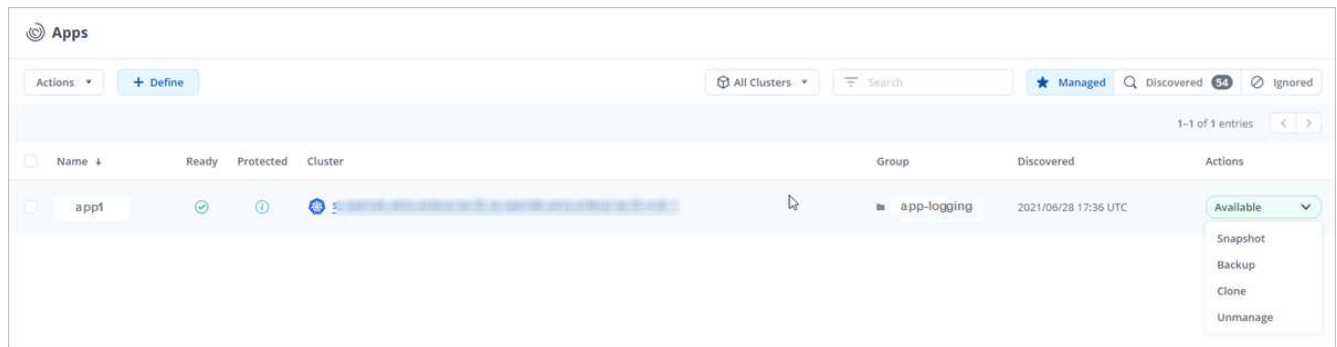 Apps
Actions + Define All Clusters Search Managed Discovered 54 Ignored
1–1 of 1 entries
Name Ready Protected Cluster Group Discovered Actions
app1 app-logging 2021/06/28 17:36 UTC Available
Snapshot
Backup
Clone
Unmanage